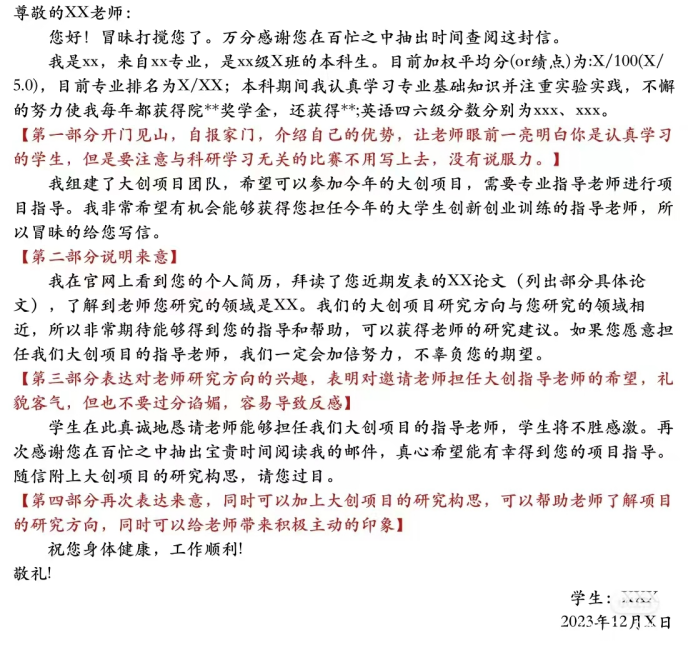 尊敬的XX老师：
您好！冒昧打搅您了。万分感谢您在百忙之中抽出时间查阅这封信。
我是xx，来自xx专业，是xx级X班的本科生。目前加权平均分(or绩点)为:X/100(X/
5.0)，目前专业排名为X/XX；本科期间我认真学习专业基础知识并注重实验实践，不懈
的努力使我每年都获得院**奖学金，还获得**;英语四六级分数分别为xxx、xxx。
【第一部分开门见山，自报家门，介绍自己的优势，让老师眼前一亮明白你是认真学习
的学生，但是要注意与科研学习无关的比赛不用写上去，没有说服力。】
我组建了大创项目团队，希望可以参加今年的大创项目，需要专业指导老师进行项
目指导。我非常希望有机会能够获得您担任今年的大学生创新创业训练的指导老师，所
以冒昧的给您写信。
【第二部分说明来意】
我在官网上看到您的个人简历，拜读了您近期发表的XX论文（列出部分具体论
文），了解到老师您研究的领域是XX。我们的大创项目研究方向与您研究的领域相
近，所以非常期待能够得到您的指导和帮助，可以获得老师的研究建议。如果您愿意担
任我们大创项目的指导老师，我们一定会加倍努力，不辜负您的期望。
【第三部分表达对老师研究方向的兴趣，表明对邀请老师担任大创指导老师的希望，礼
貌客气，但也不要过分谄媚，容易导致反感】
学生在此真诚地恳请老师能够担任我们大创项目的指导老师，学生将不胜感激。再
次感谢您在百忙之中抽出宝贵时间阅读我的邮件，真心希望能有幸得到您的项目指导。
随信附上大创项目的研究构思，请您过目。
【第四部分再次表达来意，同时可以加上大创项目的研究构思，可以帮助老师了解项目
的研究方向，同时可以给老师带来积极主动的印象】
祝您身体健康，工作顺利!
敬礼!
学生：XXX
2023年12月X日